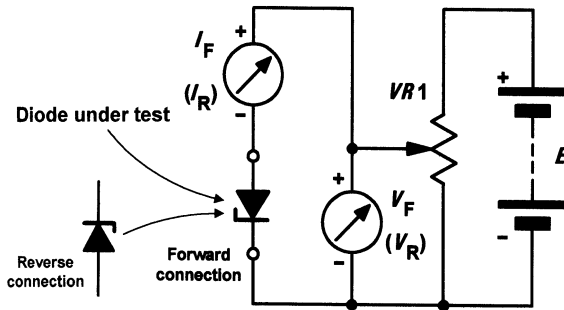 +
I_F
(I_R)
-
Diode under test
VR1
+
-
+
V_F
(V_R)
-
Reverse
connection
Forward
connection